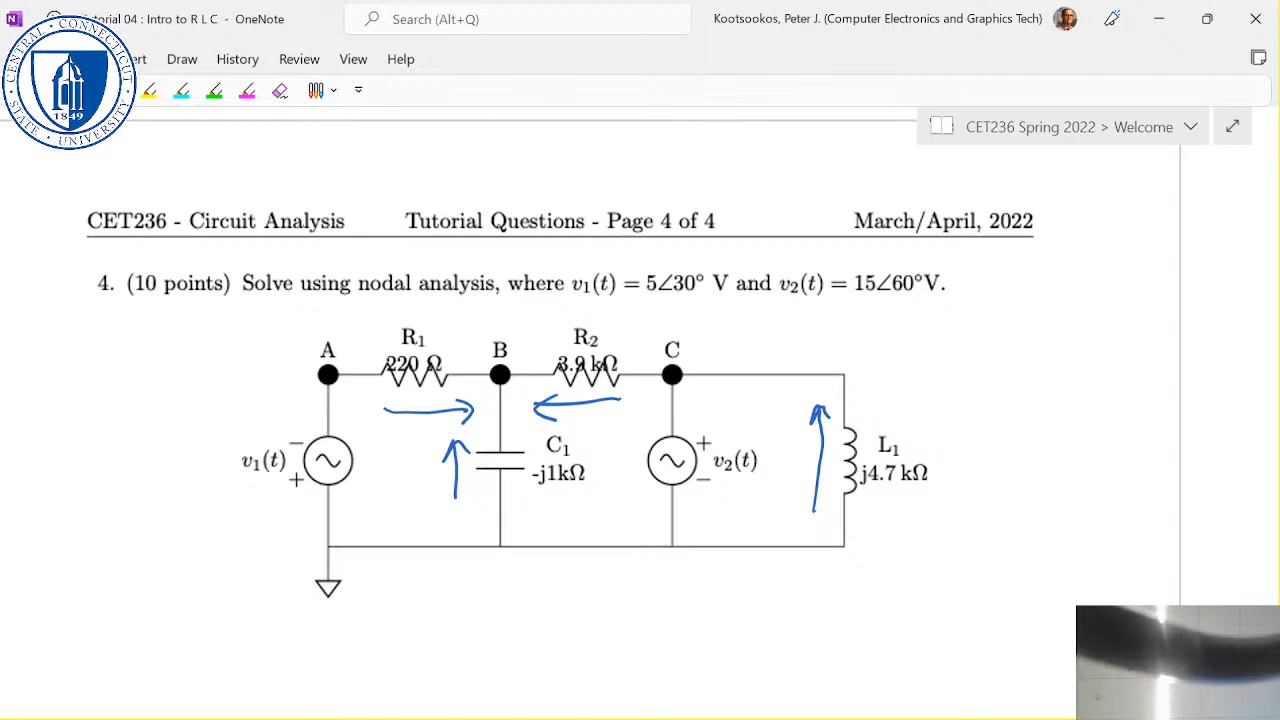 Tutorial 04 : Intro to R L C - OneNote
Search (Alt+Q)
Kootsookos, Peter J. (Computer Electronics and Graphics Tech)
Draw
History
Review
View
Help
CENTRAL CONNECTICUT STATE UNIVERSITY
1849
CET236 Spring 2022 > Welcome
CET236 - Circuit Analysis Tutorial Questions - Page 4 of 4 March/April, 2022
4. (10 points) Solve using nodal analysis, where v₁(t) = 5∠30° V and v₂(t) = 15∠60°V.
A R₁ B R₂ C
220 Ω 3.9 kΩ
− C₁ + L₁
v₁(t) -j1kΩ v₂(t) j4.7 kΩ
+ −